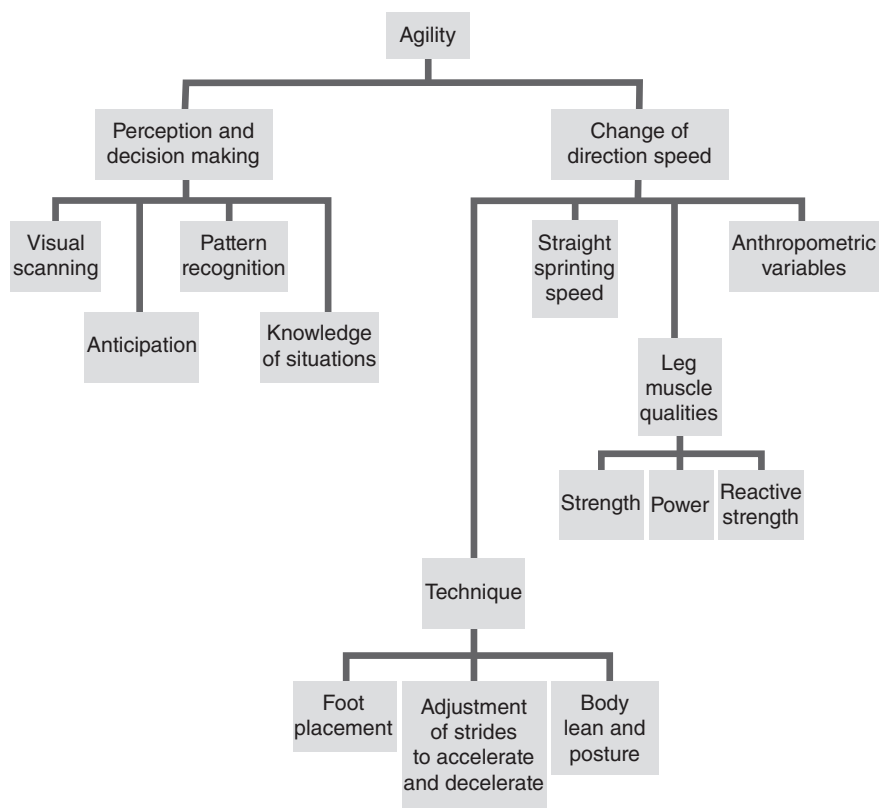 Agility
Perception and
decision making
Change of
direction speed
Visual
scanning
Pattern
recognition
Straight
sprinting
speed
Anthropometric
variables
Anticipation
Knowledge
of situations
Leg
muscle
qualities
Strength
Power
Reactive
strength
Technique
Foot
placement
Adjustment
of strides
to accelerate
and decelerate
Body
lean and
posture